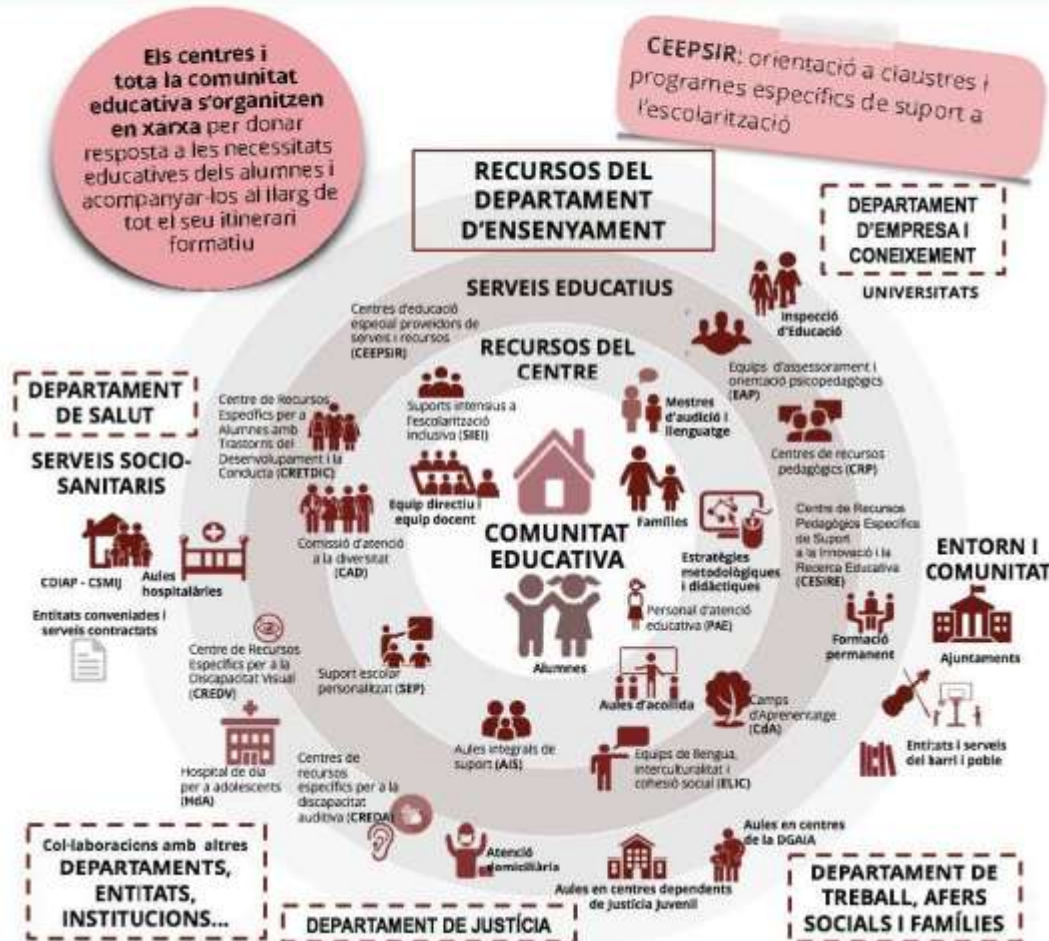 Els centres i
tota la comunitat
educativa s'organitzen
en xarxa per donar
resposta a les necessitats
educatives dels alumnes i
acompanyar-los al llarg de
tot el seu itinerari
formatiu
CEEPSIR: orientació a claustres i
programes específics de suport a
l'escolarització
RECURSOS DEL
DEPARTAMENT
D'ENSENYAMENT
DEPARTAMENT
D'EMPRESA I
CONEIXEMENT
UNIVERSITATS
SERVEIS EDUCATIUS
Inspecció
d'Educació
Centres d'educació
especial proveïdors de
serveis i recursos
(CEEPSIR)
RECURSOS DEL
CENTRE
Equips d'assessorament i
orientació psicopedagògics
(EAP)
DEPARTAMENT
DE SALUT
SERVEIS SOCIO-
SANITARIS
Centre de Recursos
Específics per a
Alumnes amb
Trastorns del
Desenvolupament i la
Conducta (CRETDIC)
Suports intensius a
l'escolarització
inclusiva (SIEI)
Mestres
d'audició i
llenguatge
Centres de recursos
pedagògics (CRP)
Equip directiu i
equip docent
Famílies
COMUNITAT
EDUCATIVA
Comissió d'atenció
a la diversitat
(CAD)
Estratègies
metodològiques
i didàctiques
Centre de Recursos
Pedagògics Específics
de Suport
a la Innovació i la
Recerca Educativa
(CESIRE)
ENTORN I
COMUNITAT
CDIAP - CSMIJ
Aules
hospitalàries
Entitats conveniades i
serveis contractats
Personal d'atenció
educativa (PAE)
Formació
permanent
Ajuntaments
Centre de Recursos
Específics per a la
Discapacitat Visual
(CREDV)
Suport escolar
personalitzat (SEP)
Alumnes
Aules d'acollida
Camps
d'Aprenentatge
(CdA)
Entitats i serveis
del barri i poble
Hospital de dia
per a adolescents
(HdA)
Centres de
recursos
específics per a la
discapacitat
auditiva (CREDA)
Aules integrals de
suport (AIS)
Equips de llengua,
interculturalitat i
cohesió social (ELIC)
Atenció
domiciliària
Aules en centres dependents
de Justícia Juvenil
Aules en centres
de la DGAIA
Col·laboracions amb altres
DEPARTAMENTS,
ENTITATS,
INSTITUCIONS...
DEPARTAMENT DE JUSTÍCIA
DEPARTAMENT DE
TREBALL, AFERS
SOCIALS I FAMÍLIES